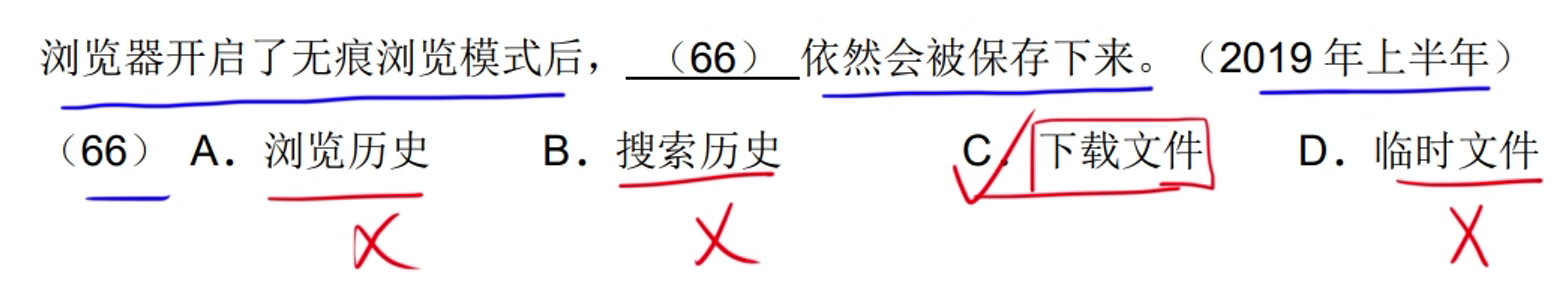 浏览器开启了无痕浏览模式后，（66）依然会被保存下来。（2019 年上半年）
（66） A．浏览历史 B．搜索历史 C．下载文件 D．临时文件